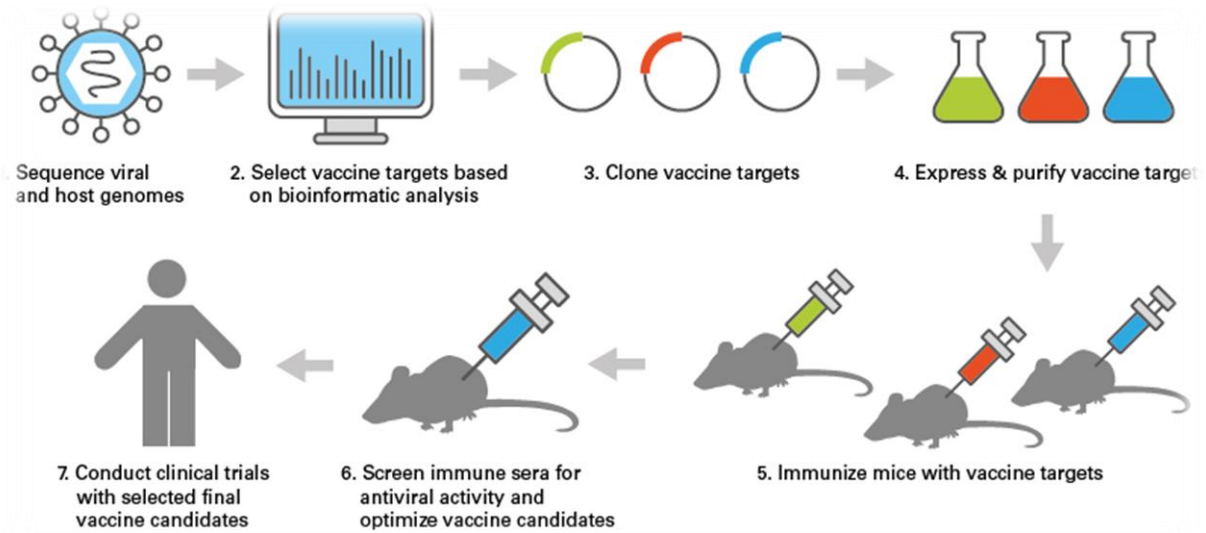 Sequence viral
and host genomes
2. Select vaccine targets based
on bioinformatic analysis
3. Clone vaccine targets
4. Express & purify vaccine target
7. Conduct clinical trials
with selected final
vaccine candidates
6. Screen immune sera for
antiviral activity and
optimize vaccine candidates
5. Immunize mice with vaccine targets